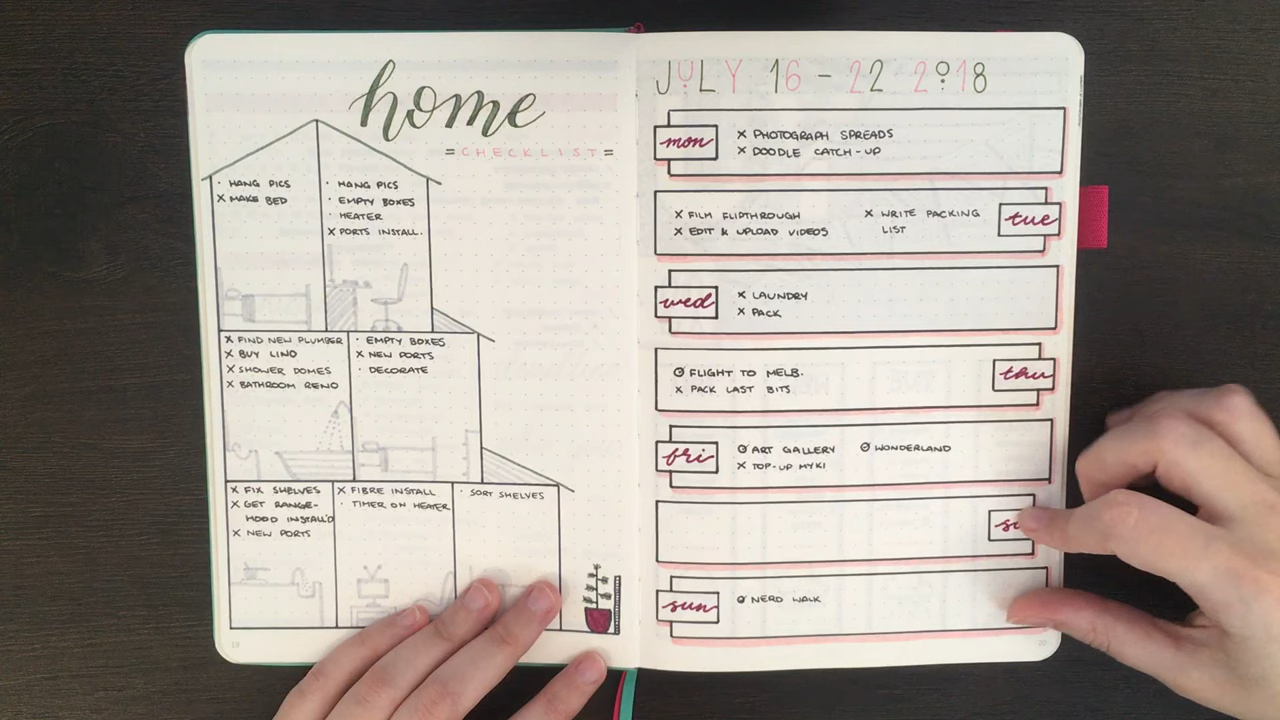 home
=CHECKLIST=
· HANG PICS
X MAKE BED
· HANG PICS
· EMPTY BOXES
· HEATER
X PORTS INSTALL.
X FIND NEW PLUMBER
X BUY LINO
X SHOWER DOMES
X BATHROOM RENO
· EMPTY BOXES
X NEW PORTS
· DECORATE
X FIX SHELVES
X GET RANGE-
HOOD INSTALL'D
X NEW PORTS
X FIBRE INSTALL
· TIMER ON HEATER
· SORT SHELVES
19
JULY 16 - 22 2018
mon
X PHOTOGRAPH SPREADS
X DOODLE CATCH-UP
X FILM FLIPTHROUGH
X EDIT & UPLOAD VIDEOS
X WRITE PACKING
LIST
tue
wed
X LAUNDRY
X PACK
FLIGHT TO MELB.
X PACK LAST BITS
thu
fri
ART GALLERY
X TOP-UP MYKI
WONDERLAND
sun
NERD WALK
20